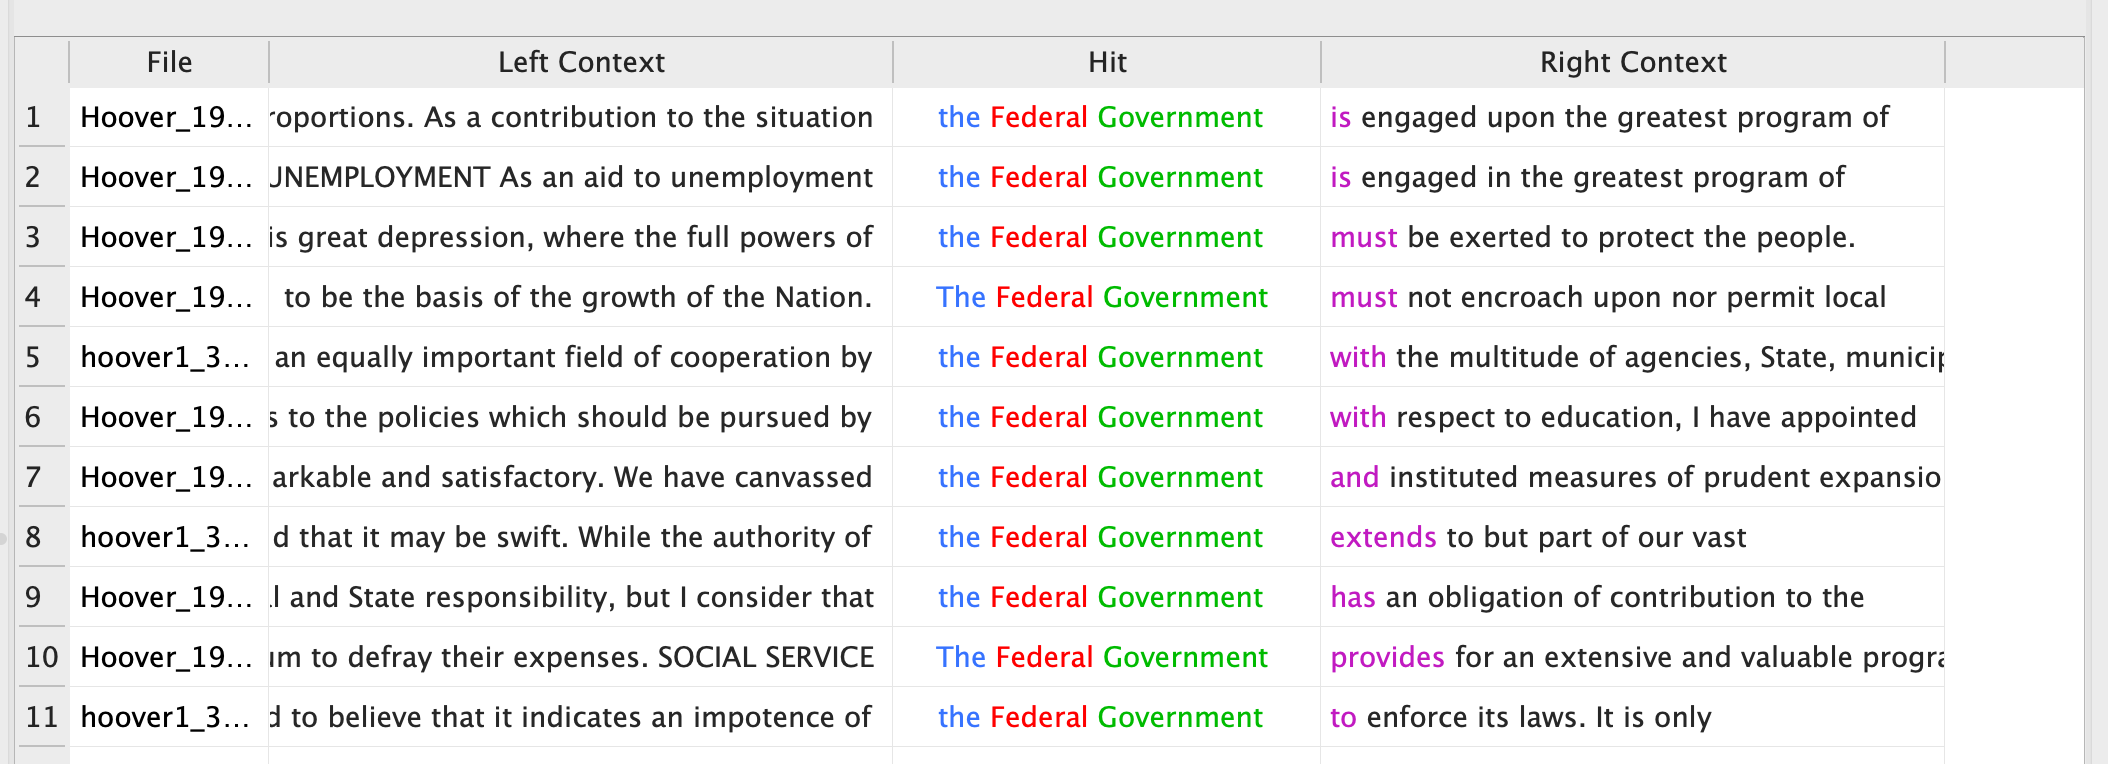 File Left Context Hit Right Context
1 Hoover_19... roportions. As a contribution to the situation the Federal Government is engaged upon the greatest program of
2 Hoover_19... UNEMPLOYMENT As an aid to unemployment the Federal Government is engaged in the greatest program of
3 Hoover_19... is great depression, where the full powers of the Federal Government must be exerted to protect the people.
4 Hoover_19... to be the basis of the growth of the Nation. The Federal Government must not encroach upon nor permit local
5 hoover1_3... an equally important field of cooperation by the Federal Government with the multitude of agencies, State, municip
6 Hoover_19... s to the policies which should be pursued by the Federal Government with respect to education, I have appointed
7 Hoover_19... arkable and satisfactory. We have canvassed the Federal Government and instituted measures of prudent expansio
8 hoover1_3... d that it may be swift. While the authority of the Federal Government extends to but part of our vast
9 Hoover_19... l and State responsibility, but I consider that the Federal Government has an obligation of contribution to the
10 Hoover_19... um to defray their expenses. SOCIAL SERVICE The Federal Government provides for an extensive and valuable progra
11 hoover1_3... d to believe that it indicates an impotence of the Federal Government to enforce its laws. It is only